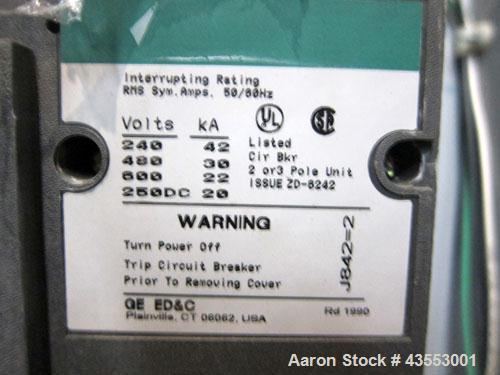 Interrupting Rating
RMS Sym. Amps. 50/60Hz
Volts kA
240 42
480 30
600 22
250DC 20
UL
Listed
Cir Bkr
2 or3 Pole Unit
ISSUE ZD-6242
WARNING
Turn Power Off
Trip Circuit Breaker
Prior To Removing Cover
J842=2
GE ED&C
Plainville, CT 06062, USA
Rd 1990
Aaron Stock # 43553001